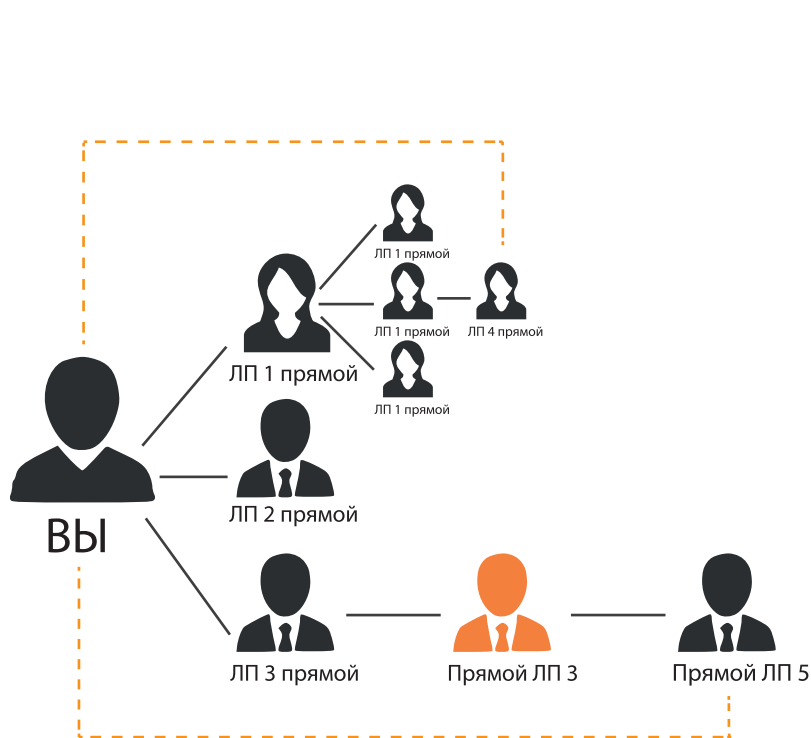 ЛП 1 прямой
ЛП 1 прямой
ЛП 4 прямой
ЛП 1 прямой
ЛП 1 прямой
ЛП 2 прямой
ВЫ
ЛП 3 прямой
Прямой ЛП 3
Прямой ЛП 5